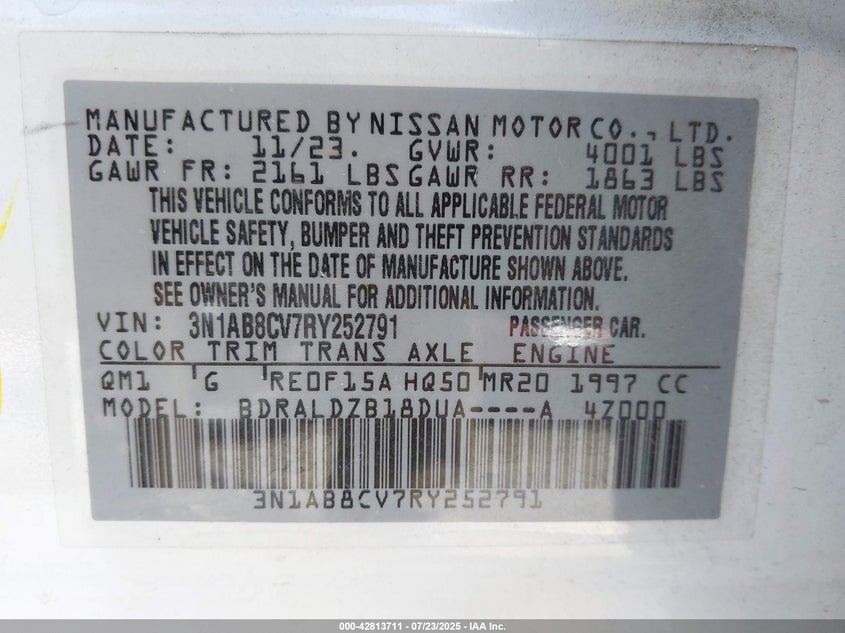 MANUFACTURED BY NISSAN MOTOR CO., LTD.
DATE: 11/23. GVWR: 4001 LBS
GAWR FR: 2161 LBS GAWR RR: 1863 LBS
THIS VEHICLE CONFORMS TO ALL APPLICABLE FEDERAL MOTOR
VEHICLE SAFETY, BUMPER AND THEFT PREVENTION STANDARDS
IN EFFECT ON THE DATE OF MANUFACTURE SHOWN ABOVE.
SEE OWNER'S MANUAL FOR ADDITIONAL INFORMATION.
VIN: 3N1AB8CV7RY252791 PASSENGER CAR.
COLOR TRIM TRANS AXLE ENGINE
QM1 G RE0F15A HQ50 MR20 1997 CC
MODEL: BDRALDZB18DUA----A 4Z000
3N1AB8CV7RY252791
000-42813711 - 07/23/2025 - IAA Inc.